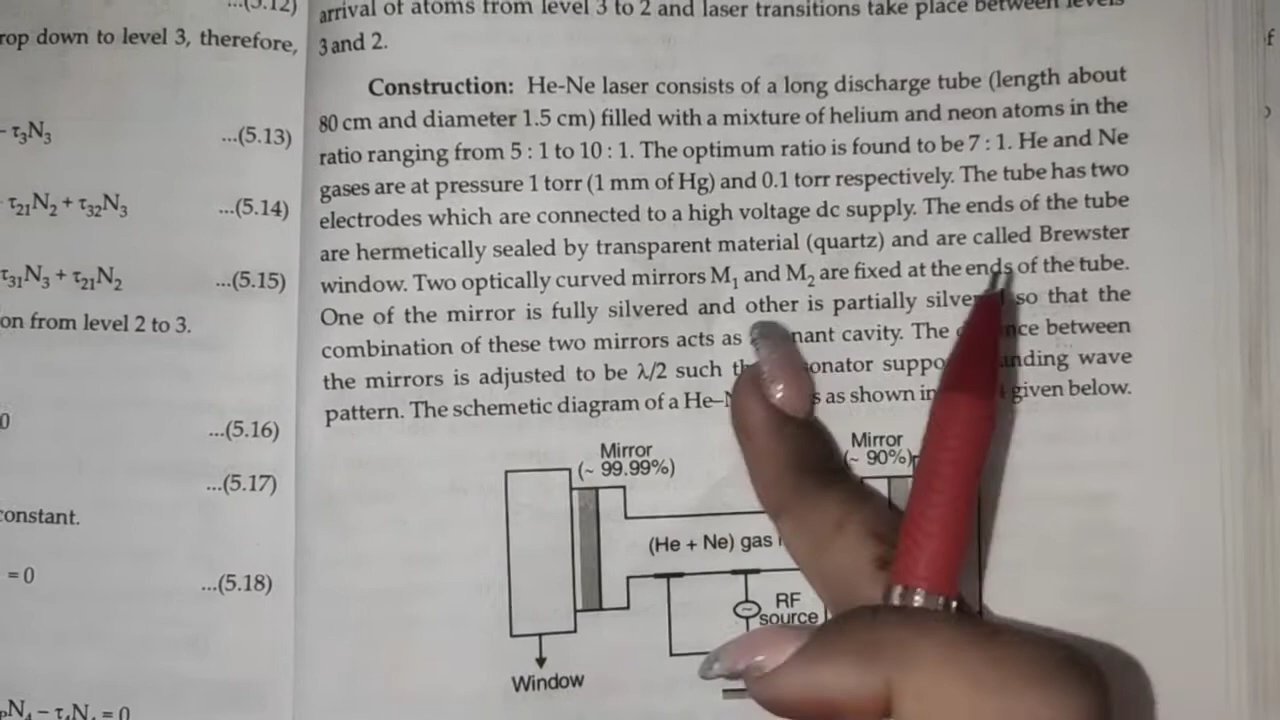 ...(5.12)
rop down to level 3, therefore,
– τ3N3 ...(5.13)
τ21N2 + τ32N3 ...(5.14)
τ31N3 + τ21N2 ...(5.15)
on from level 2 to 3.
0 ...(5.16)
...(5.17)
constant.
= 0 ...(5.18)
arrival of atoms from level 3 to 2 and laser transitions take place between levels
3 and 2.
Construction: He-Ne laser consists of a long discharge tube (length about
80 cm and diameter 1.5 cm) filled with a mixture of helium and neon atoms in the
ratio ranging from 5 : 1 to 10 : 1. The optimum ratio is found to be 7 : 1. He and Ne
gases are at pressure 1 torr (1 mm of Hg) and 0.1 torr respectively. The tube has two
electrodes which are connected to a high voltage dc supply. The ends of the tube
are hermetically sealed by transparent material (quartz) and are called Brewster
window. Two optically curved mirrors M1 and M2 are fixed at the ends of the tube.
One of the mirror is fully silvered and other is partially so that the
combination of these two mirrors acts as cavity. The between
the mirrors is adjusted to be λ/2 such wave
pattern. The schemetic diagram of a as shown in given below.
Mirror
(~ 99.99%)
Mirror
(~ 90%)
(He + Ne) gas
RF
source
Window